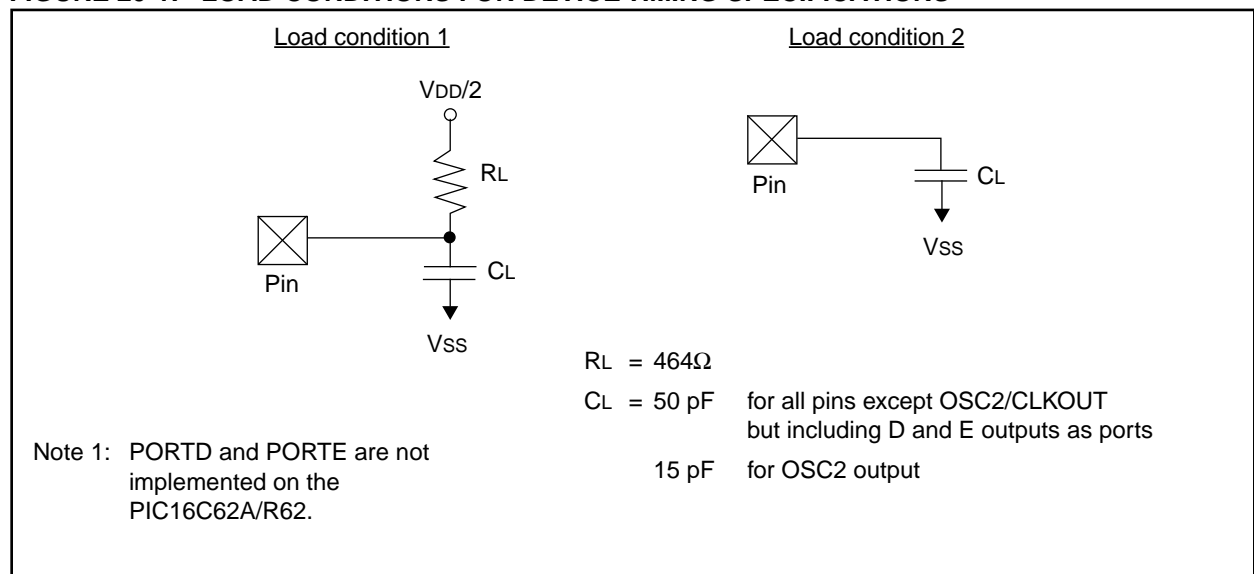 Load condition 1
VDD/2
RL
Pin
CL
VSS
Load condition 2
Pin
CL
VSS
RL = 464Ω
CL = 50 pF for all pins except OSC2/CLKOUT
but including D and E outputs as ports
15 pF for OSC2 output
Note 1: PORTD and PORTE are not
implemented on the
PIC16C62A/R62.